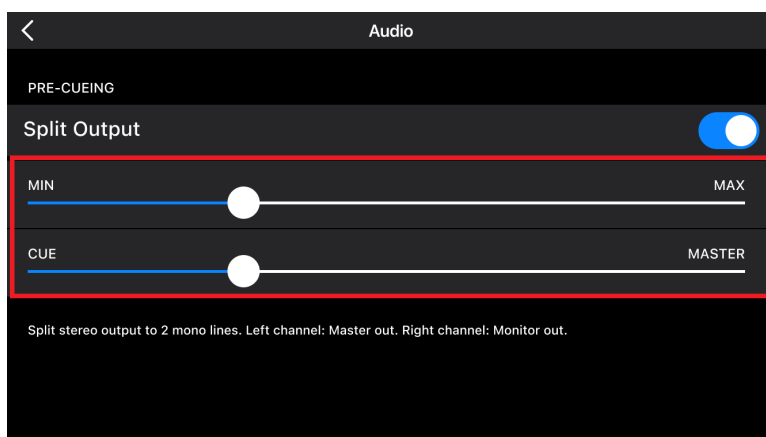 Audio
PRE-CUEING
Split Output
MIN MAX
CUE MASTER
Split stereo output to 2 mono lines. Left channel: Master out. Right channel: Monitor out.